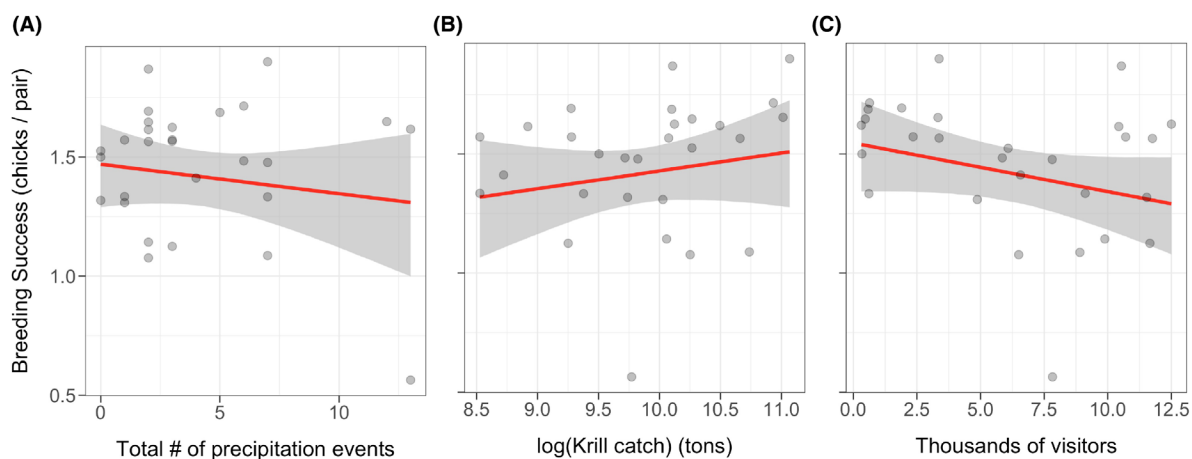 (A)
(B)
(C)
Breeding Success (chicks / pair)
1.5
1.0
0.5
0 5 10
8.5 9.0 9.5 10.0 10.5 11.0
0.0 2.5 5.0 7.5 10.0 12.5
Total # of precipitation events
log(Krill catch) (tons)
Thousands of visitors